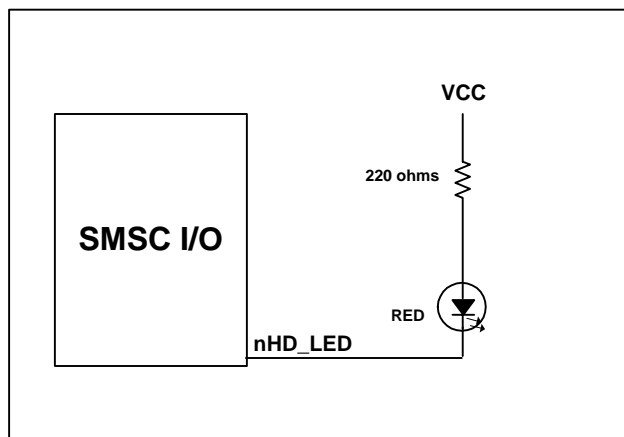 VCC
220 ohms
SMSC I/O
RED
nHD_LED